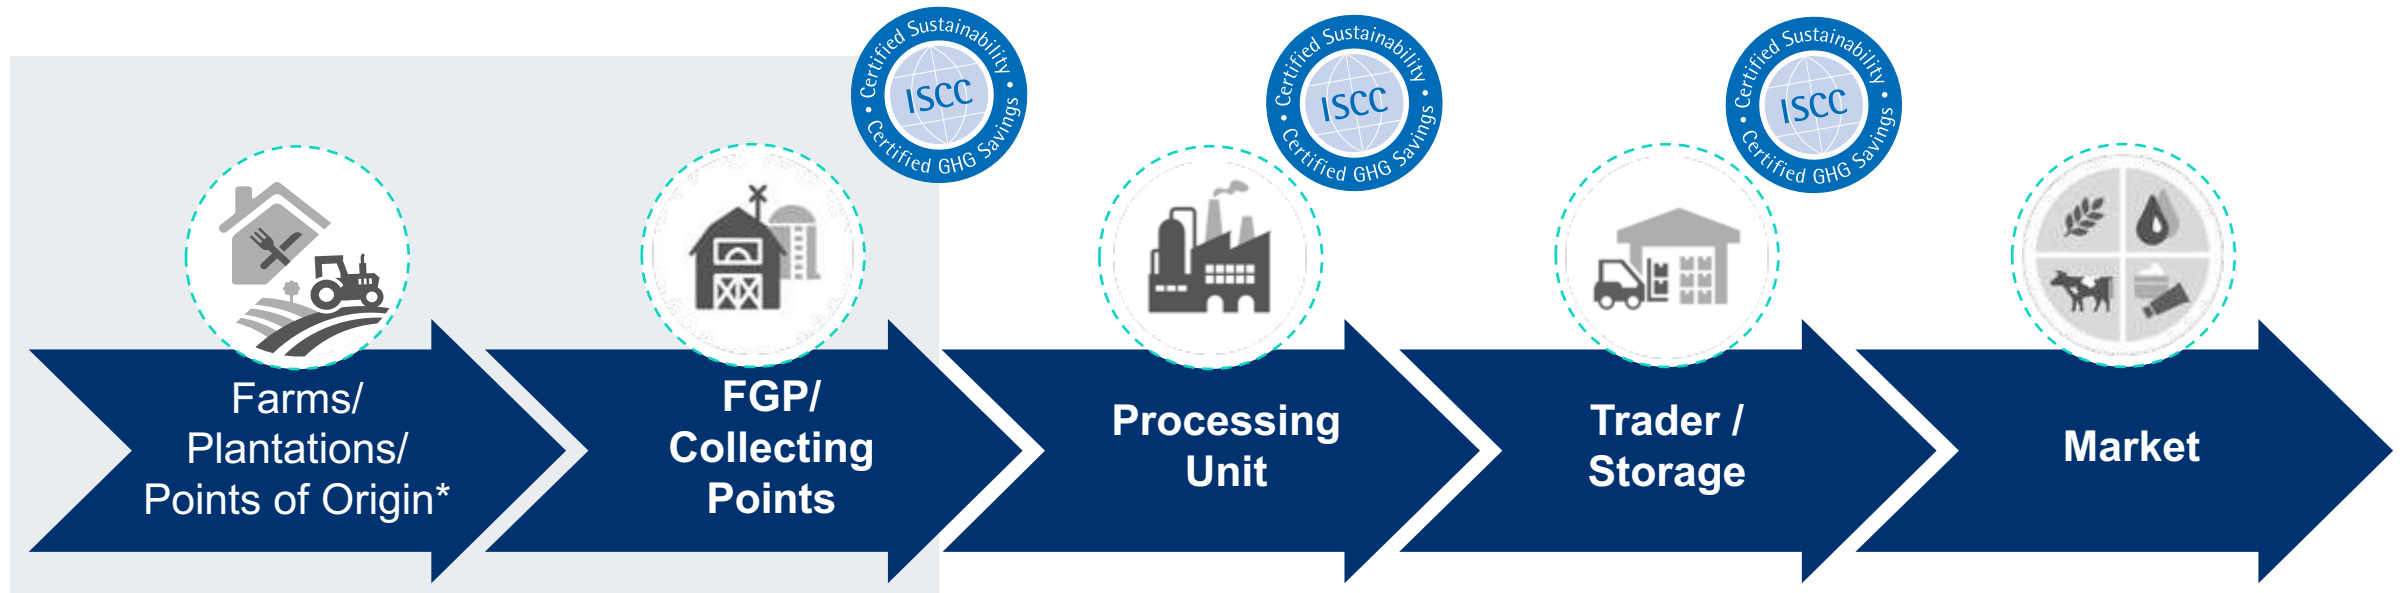 Certified Sustainability
ISCC
Certified GHG Savings
Certified Sustainability
ISCC
Certified GHG Savings
Certified Sustainability
ISCC
Certified GHG Savings
Farms/
Plantations/
Points of Origin*
FGP/
Collecting
Points
Processing
Unit
Trader /
Storage
Market